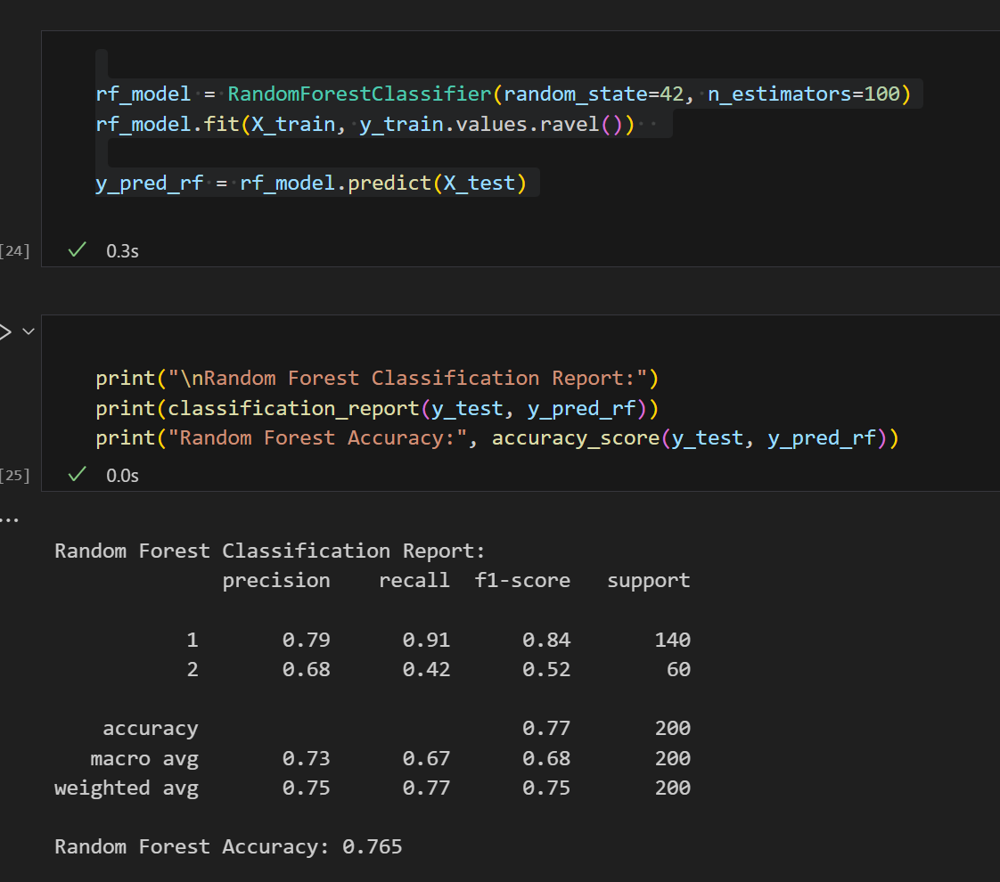 rf_model = RandomForestClassifier(random_state=42, n_estimators=100)
rf_model.fit(X_train, y_train.values.ravel())
y_pred_rf = rf_model.predict(X_test)
[24]
0.3s
print("\nRandom Forest Classification Report:")
print(classification_report(y_test, y_pred_rf))
print("Random Forest Accuracy:", accuracy_score(y_test, y_pred_rf))
[25]
0.0s
...
Random Forest Classification Report:
precision recall f1-score support
1 0.79 0.91 0.84 140
2 0.68 0.42 0.52 60
accuracy 0.77 200
macro avg 0.73 0.67 0.68 200
weighted avg 0.75 0.77 0.75 200
Random Forest Accuracy: 0.765